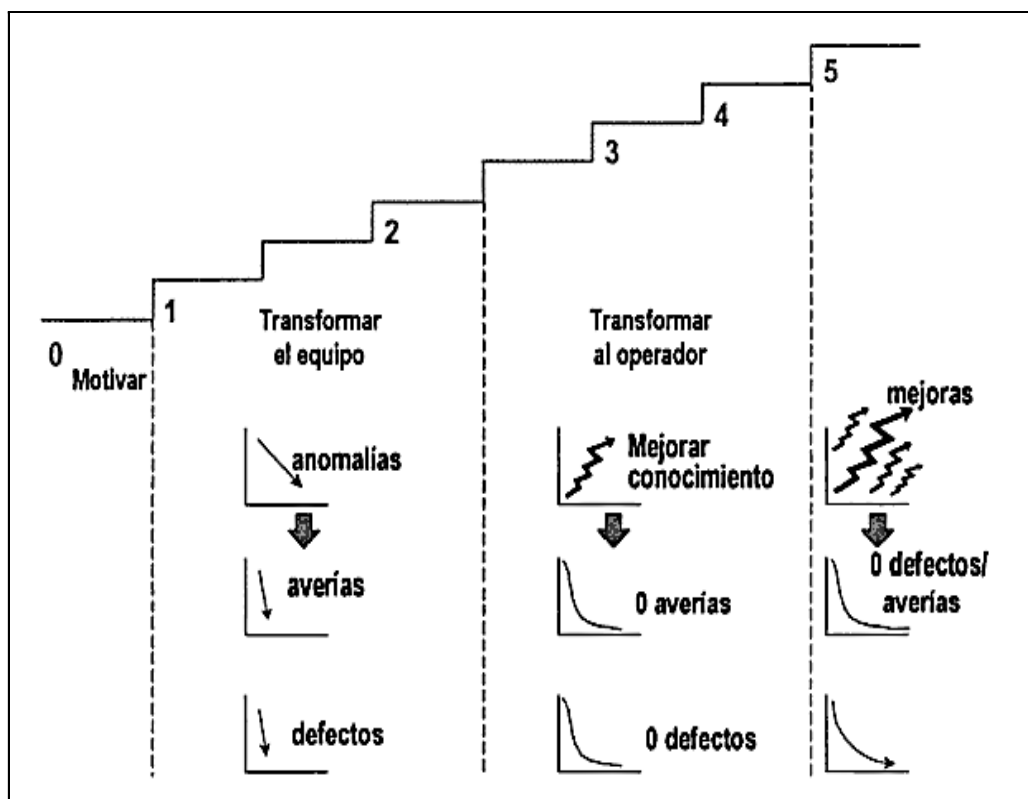 5
4
3
2
1
0
Motivar
Transformar
el equipo
Transformar
al operador
anomalías
Mejorar
conocimiento
mejoras
averías
0 averías
0 defectos/
averías
defectos
0 defectos